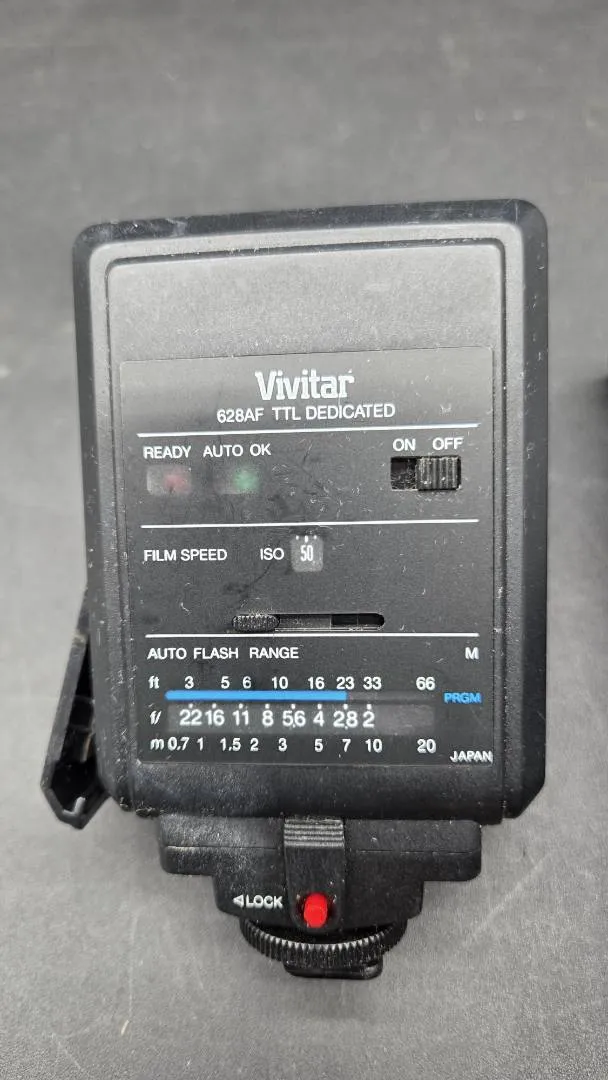 Vivitar
628AF TTL DEDICATED
READY AUTO OK ON OFF
FILM SPEED ISO 50
AUTO FLASH RANGE M
ft 3 5 6 10 16 23 33 66
PRGM
f/ 22 16 11 8 5.6 4 2.8 2
m 0.7 1 1.5 2 3 5 7 10 20
JAPAN
◁LOCK